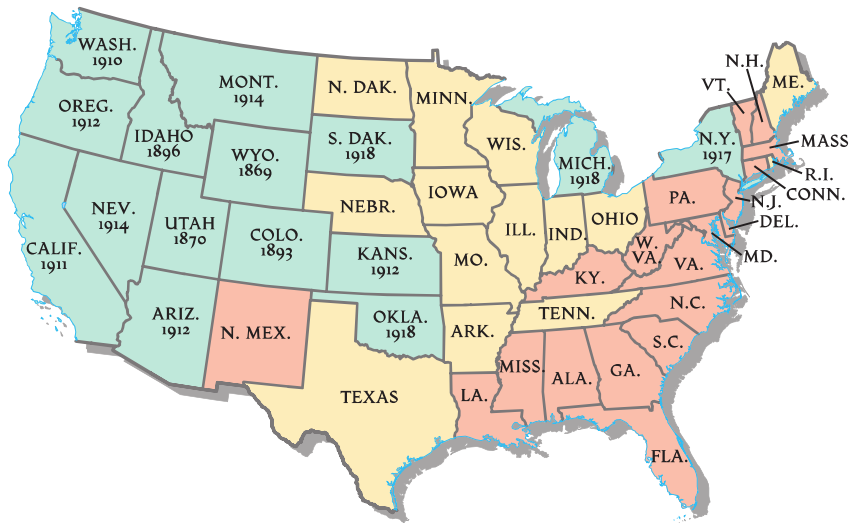 WASH.
1910
OREG.
1912
IDAHO
1896
MONT.
1914
WYO.
1869
NEV.
1914
UTAH
1870
COLO.
1893
CALIF.
1911
ARIZ.
1912
N. MEX.
N. DAK.
S. DAK.
1918
NEBR.
KANS.
1912
OKLA.
1918
TEXAS
MINN.
IOWA
MO.
ARK.
LA.
WIS.
ILL.
MICH.
1918
IND.
OHIO
KY.
TENN.
MISS.
ALA.
GA.
FLA.
S.C.
N.C.
VA.
W.
VA.
PA.
N.Y.
1917
VT.
N.H.
ME.
MASS
R.I.
CONN.
N.J.
DEL.
MD.